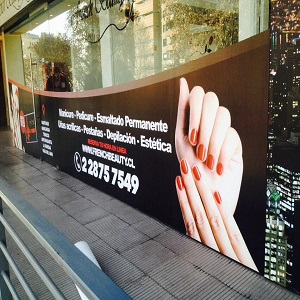 Manicure - Pedicure - Esmaltado Permanente
Uñas acrílicas - Pestañas - Depilación - Estética
RESERVA TU HORA EN LINEA
WWW.FRENCHBEAUTY.CL
2 2875 7549